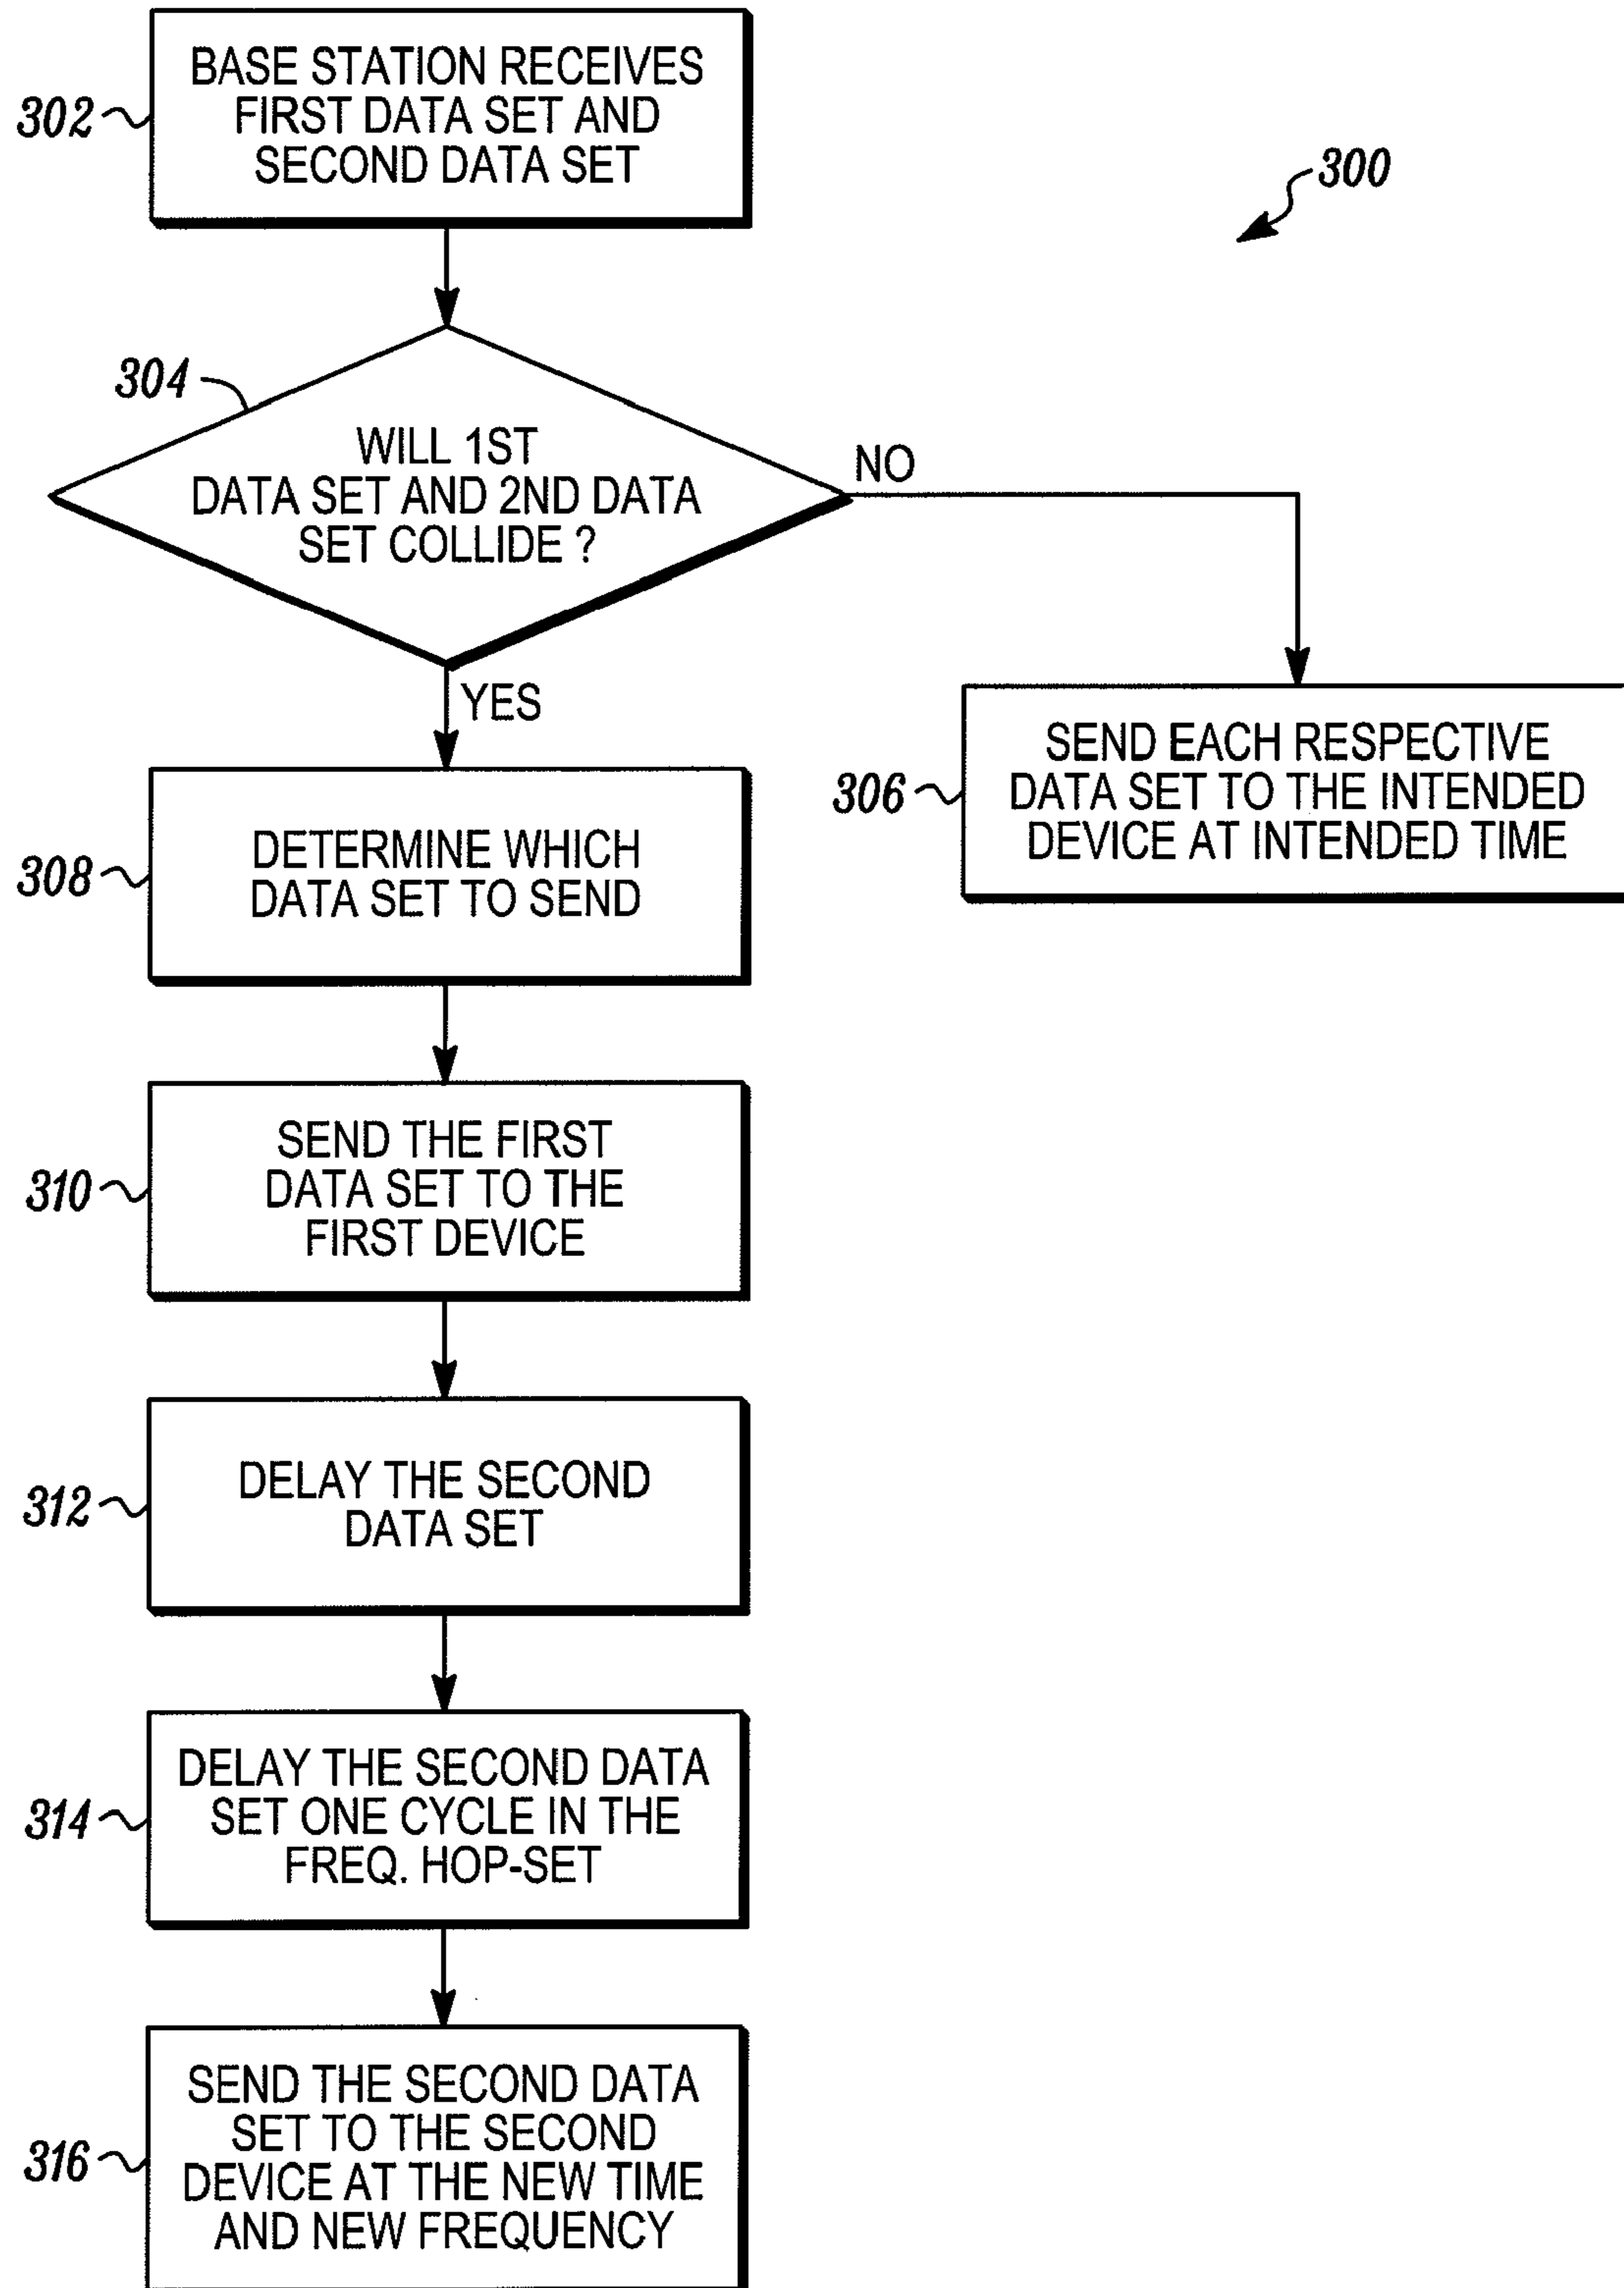 302
BASE STATION RECEIVES
FIRST DATA SET AND
SECOND DATA SET
300
304
WILL 1ST
DATA SET AND 2ND DATA
SET COLLIDE ?
NO
YES
306
SEND EACH RESPECTIVE
DATA SET TO THE INTENDED
DEVICE AT INTENDED TIME
308
DETERMINE WHICH
DATA SET TO SEND
310
SEND THE FIRST
DATA SET TO THE
FIRST DEVICE
312
DELAY THE SECOND
DATA SET
314
DELAY THE SECOND DATA
SET ONE CYCLE IN THE
FREQ. HOP-SET
316
SEND THE SECOND DATA
SET TO THE SECOND
DEVICE AT THE NEW TIME
AND NEW FREQUENCY